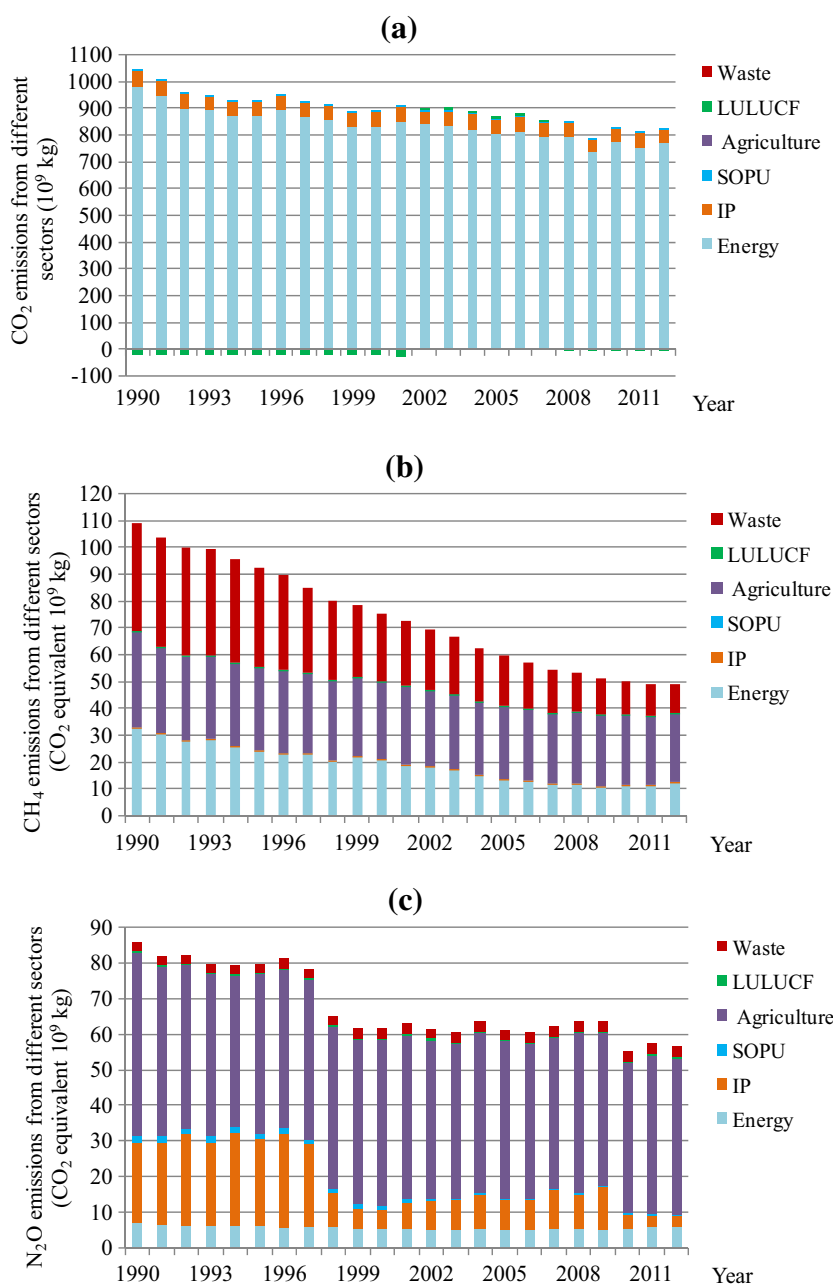 (a)
CO₂ emissions from different
sectors (10⁹ kg)
1100
1000
900
800
700
600
500
400
300
200
100
0
-100
1990
1993
1996
1999
2002
2005
2008
2011
Year
Waste
LULUCF
Agriculture
SOPU
IP
Energy
(b)
CH₄ emissions from different sectors
(CO₂ equivalent 10⁹ kg)
120
110
100
90
80
70
60
50
40
30
20
10
0
1990
1993
1996
1999
2002
2005
2008
2011
Year
Waste
LULUCF
Agriculture
SOPU
IP
Energy
(c)
N₂O emissions from different sectors
(CO₂ equivalent 10⁹ kg)
90
80
70
60
50
40
30
20
10
0
1990
1993
1996
1999
2002
2005
2008
2011
Year
Waste
LULUCF
Agriculture
SOPU
IP
Energy